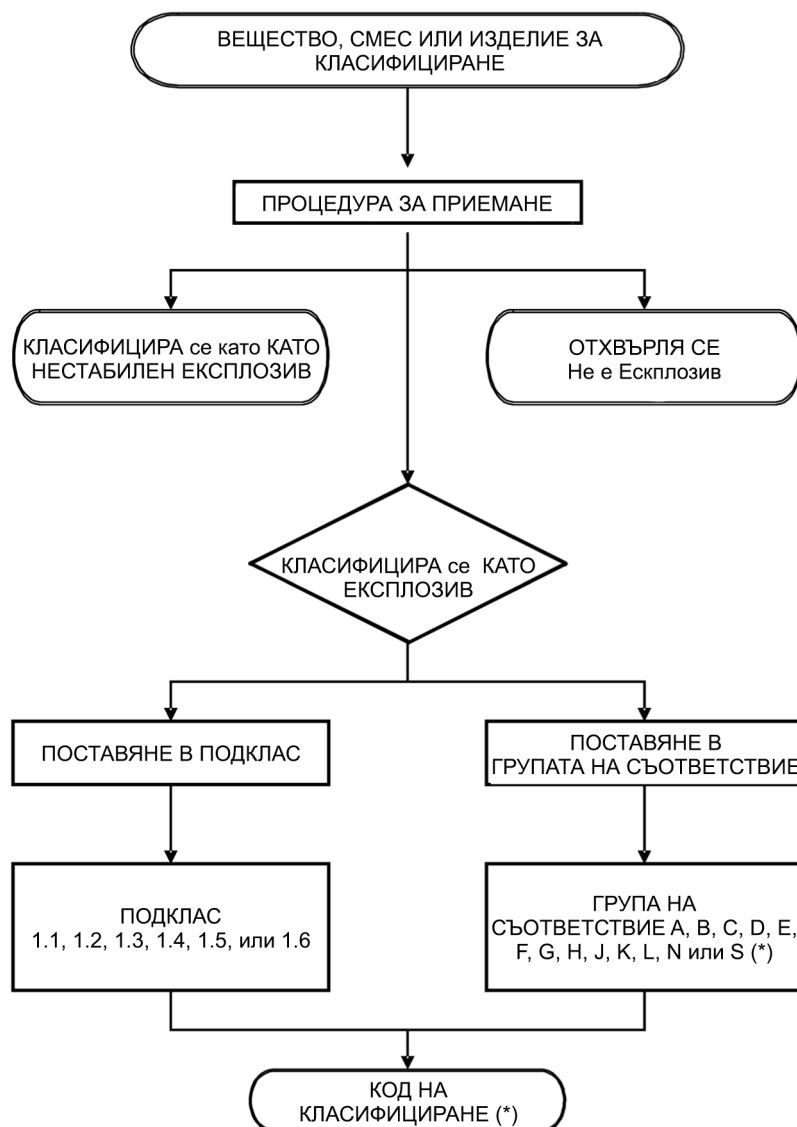 ВЕЩЕСТВО, СМЕС ИЛИ ИЗДЕЛИЕ ЗА
КЛАСИФИЦИРАНЕ
ПРОЦЕДУРА ЗА ПРИЕМАНЕ
КЛАСИФИЦИРА се като КАТО
НЕСТАБИЛЕН ЕКСПЛОЗИВ
ОТХВЪРЛЯ СЕ
Не е Ескплозив
КЛАСИФИЦИРА се КАТО
ЕКСПЛОЗИВ
ПОСТАВЯНЕ В ПОДКЛАС
ПОСТАВЯНЕ В
ГРУПАТА НА СЪОТВЕТСТВИЕ
ПОДКЛАС
1.1, 1.2, 1.3, 1.4, 1.5, или 1.6
ГРУПА НА
СЪОТВЕТСТВИЕ A, B, C, D, E,
F, G, H, J, K, L, N или S (*)
КОД НА
КЛАСИФИЦИРАНЕ (*)